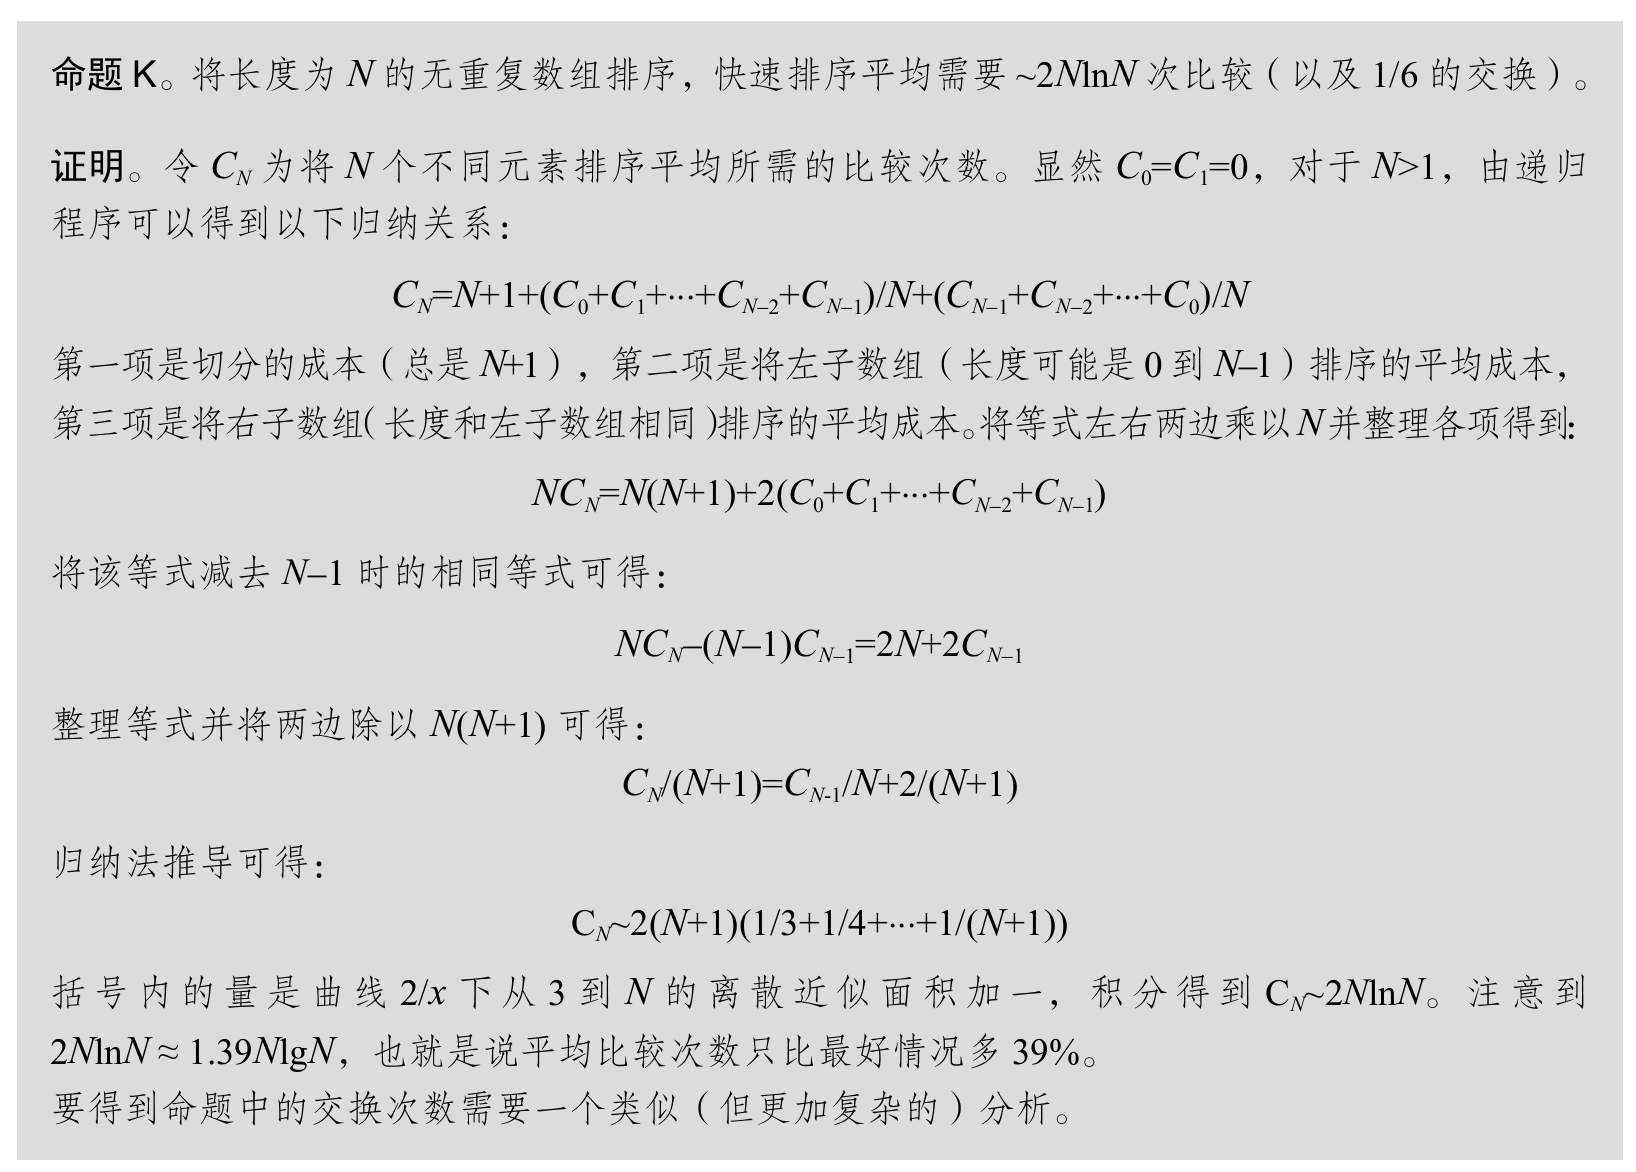 命题 K。将长度为 N 的无重复数组排序，快速排序平均需要 ~2NlnN 次比较（以及 1/6 的交换）。
证明。令 C_N 为将 N 个不同元素排序平均所需的比较次数。显然 C_0=C_1=0，对于 N>1，由递归
程序可以得到以下归纳关系：
C_N=N+1+(C_0+C_1+···+C_{N–2}+C_{N–1})/N+(C_{N–1}+C_{N–2}+···+C_0)/N
第一项是切分的成本（总是 N+1），第二项是将左子数组（长度可能是 0 到 N–1）排序的平均成本，
第三项是将右子数组（长度和左子数组相同）排序的平均成本。将等式左右两边乘以 N 并整理各项得到：
NC_N=N(N+1)+2(C_0+C_1+···+C_{N–2}+C_{N–1})
将该等式减去 N–1 时的相同等式可得：
NC_N–(N–1)C_{N–1}=2N+2C_{N–1}
整理等式并将两边除以 N(N+1) 可得：
C_N/(N+1)=C_{N-1}/N+2/(N+1)
归纳法推导可得：
C_N~2(N+1)(1/3+1/4+···+1/(N+1))
括号内的量是曲线 2/x 下从 3 到 N 的离散近似面积加一，积分得到 C_N~2NlnN。注意到
2NlnN ≈ 1.39NlgN，也就是说平均比较次数只比最好情况多 39%。
要得到命题中的交换次数需要一个类似（但更加复杂的）分析。